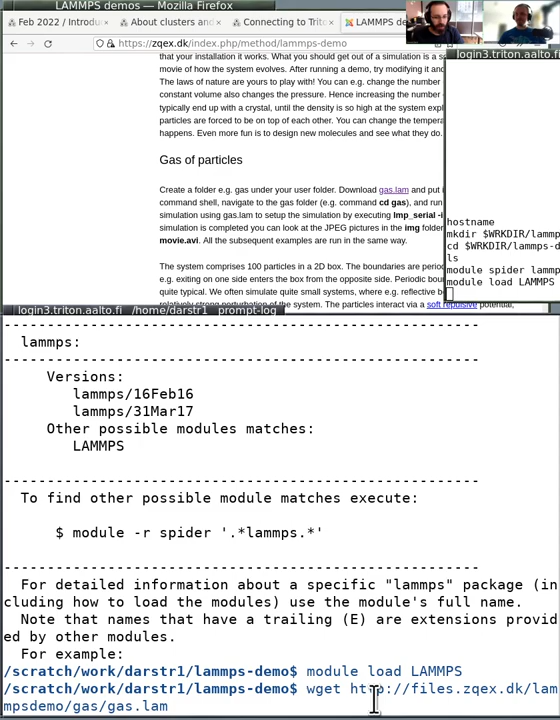 LAMMPS demos — Mozilla Firefox
Feb 2022 / Introdu
About clusters and
Connecting to Trito
LAMMPS de
https://zqex.dk/index.php/method/lammps-demo
that your installation it works. What you should get out of a simulation is a
movie of how the system evolves. After running a demo, try modifying it and
The laws of nature are yours to play with! You can e.g. change the number
constant volume also changes the pressure. Hence increasing the number
typically end up with a crystal, until the density is so high at the system expl
particles are forced to be on top of each other. You can change the tempera
happens. Even more fun is to design new molecules and see what they do.
Gas of particles
Create a folder e.g. gas under your user folder. Download gas.lam and put i
command shell, navigate to the gas folder (e.g. command cd gas), and run
simulation using gas.lam to setup the simulation by executing lmp_serial -i
simulation is completed you can look at the JPEG pictures in the img folder
movie.avi. All the subsequent examples are run in the same way.
The system comprises 100 particles in a 2D box. The boundaries are period
e.g. exiting on one side enters the box from the opposite side. Periodic bou
quite typical. We often simulate quite small systems, where e.g. reflective b
relatively strong perturbation of the system. The particles interact via a soft repulsive potential,
login3.triton.aalto.fi
hostname
mkdir $WRKDIR/lammp
cd $WRKDIR/lammps-d
ls
module spider lammp
module load LAMMPS
login3.triton.aalto.fi /home/darstr1 prompt-log
-------------------------------------------------------
lammps:
-------------------------------------------------------
Versions:
lammps/16Feb16
lammps/31Mar17
Other possible modules matches:
LAMMPS
-------------------------------------------------------
To find other possible module matches execute:
$ module -r spider '.*lammps.*'
-------------------------------------------------------
For detailed information about a specific "lammps" package (in
cluding how to load the modules) use the module's full name.
Note that names that have a trailing (E) are extensions provid
ed by other modules.
For example:
/scratch/work/darstr1/lammps-demo$ module load LAMMPS
/scratch/work/darstr1/lammps-demo$ wget http://files.zqex.dk/lam
mpsdemo/gas/gas.lam